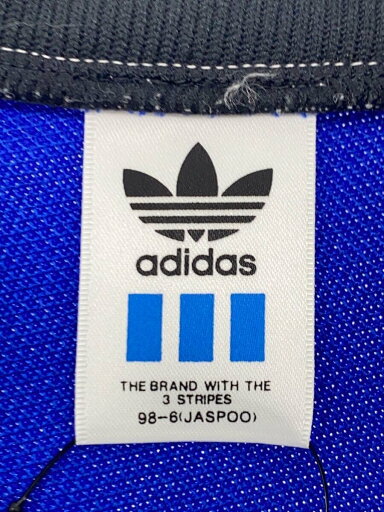 adidas
THE BRAND WITH THE
3 STRIPES
98-6(JASPOO)